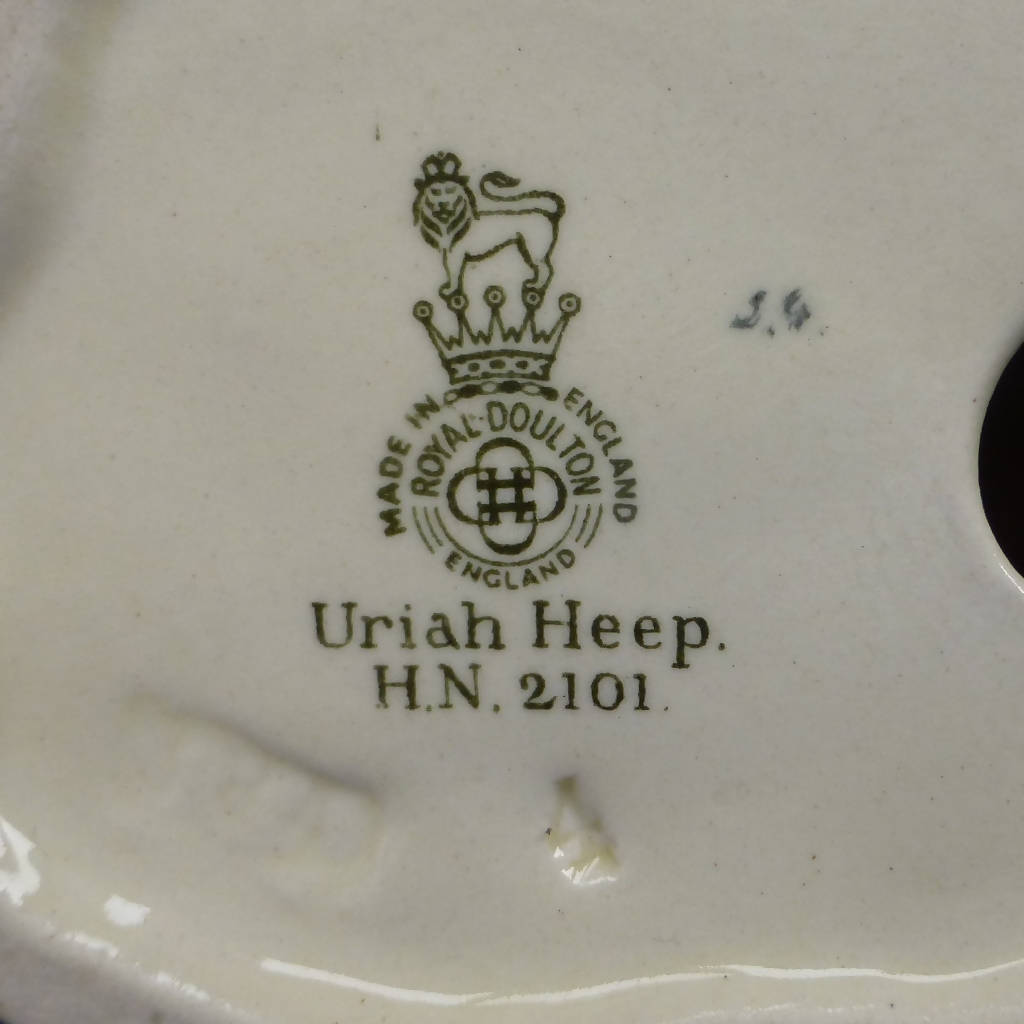 MADE IN ENGLAND
ROYAL·DOULTON
ENGLAND
Uriah Heep.
H.N. 2101.